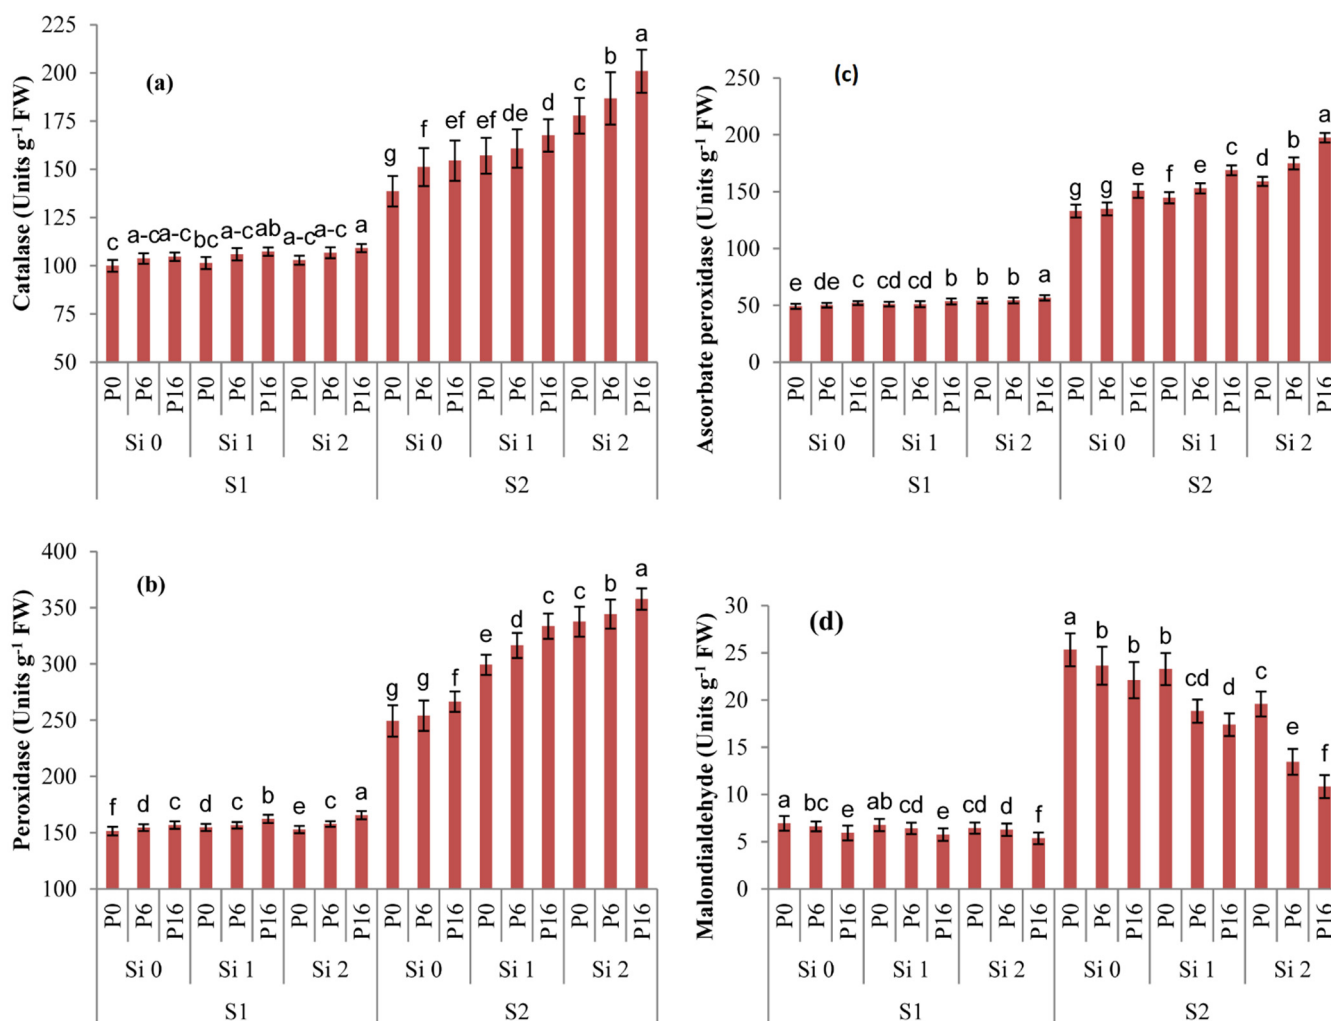 (a)
Catalase (Units g-1 FW)
225
200
175
150
125
100
75
50
c a-c a-c bc a-c ab a-c a-c a g f ef ef de d c b a
P0 P6 P16 P0 P6 P16 P0 P6 P16 P0 P6 P16 P0 P6 P16 P0 P6 P16
Si 0 Si 1 Si 2 Si 0 Si 1 Si 2
S1 S2
(c)
Ascorbate peroxidase (Units g-1 FW)
250
200
150
100
50
0
e de c cd cd b b b a g g e f e c d b a
P0 P6 P16 P0 P6 P16 P0 P6 P16 P0 P6 P16 P0 P6 P16 P0 P6 P16
Si 0 Si 1 Si 2 Si 0 Si 1 Si 2
S1 S2
(b)
Peroxidase (Units g-1 FW)
400
350
300
250
200
150
100
f d c d c b e c a g g f e d c c b a
P0 P6 P16 P0 P6 P16 P0 P6 P16 P0 P6 P16 P0 P6 P16 P0 P6 P16
Si 0 Si 1 Si 2 Si 0 Si 1 Si 2
S1 S2
(d)
Malondialdehyde (Units g-1 FW)
30
25
20
15
10
5
0
a bc e ab cd e cd d f a b b b cd d c e f
P0 P6 P16 P0 P6 P16 P0 P6 P16 P0 P6 P16 P0 P6 P16 P0 P6 P16
Si 0 Si 1 Si 2 Si 0 Si 1 Si 2
S1 S2